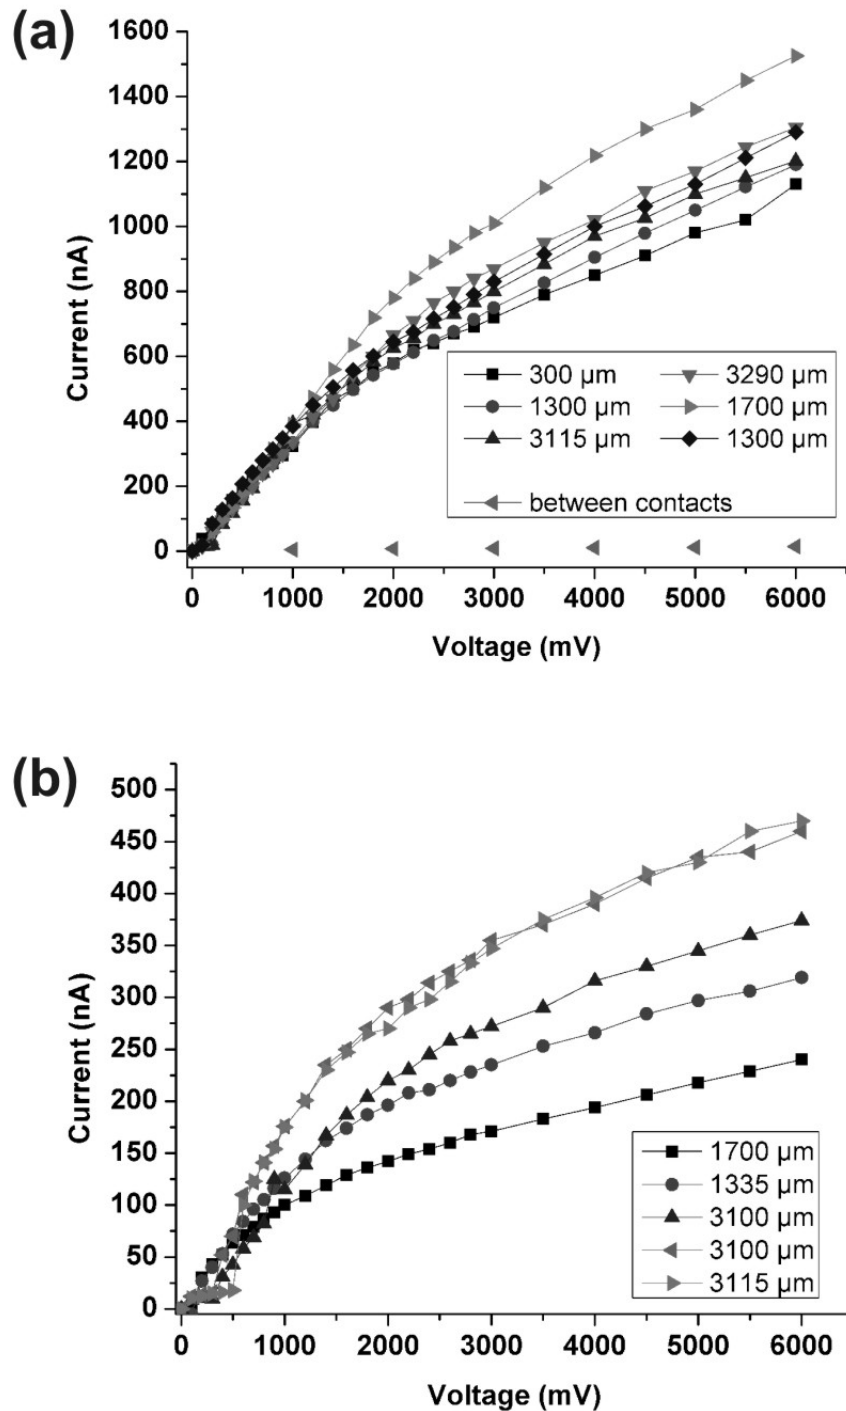 (a)
1600
1400
1200
1000
800
600
400
200
0
Current (nA)
300 µm
3290 µm
1300 µm
1700 µm
3115 µm
1300 µm
between contacts
0 1000 2000 3000 4000 5000 6000
Voltage (mV)
(b)
500
450
400
350
300
250
200
150
100
50
0
Current (nA)
1700 µm
1335 µm
3100 µm
3100 µm
3115 µm
0 1000 2000 3000 4000 5000 6000
Voltage (mV)